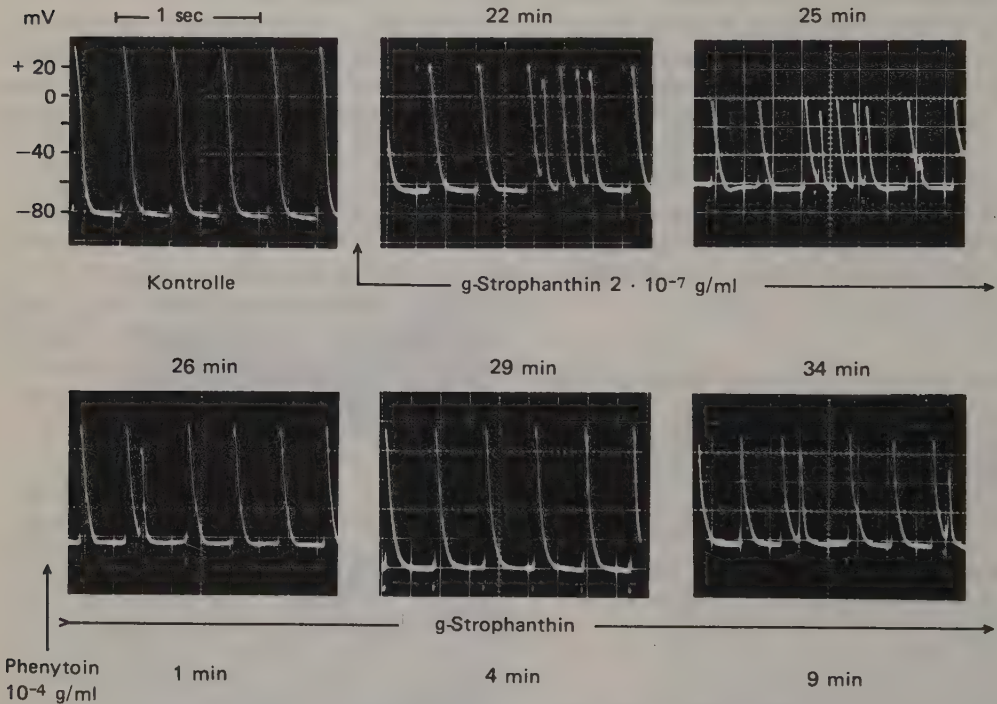 mV
1 sec
22 min
25 min
+ 20
0
−40
−80
Kontrolle
g-Strophanthin 2 · 10⁻⁷ g/ml
26 min
29 min
34 min
g-Strophanthin
Phenytoin
10⁻⁴ g/ml
1 min
4 min
9 min